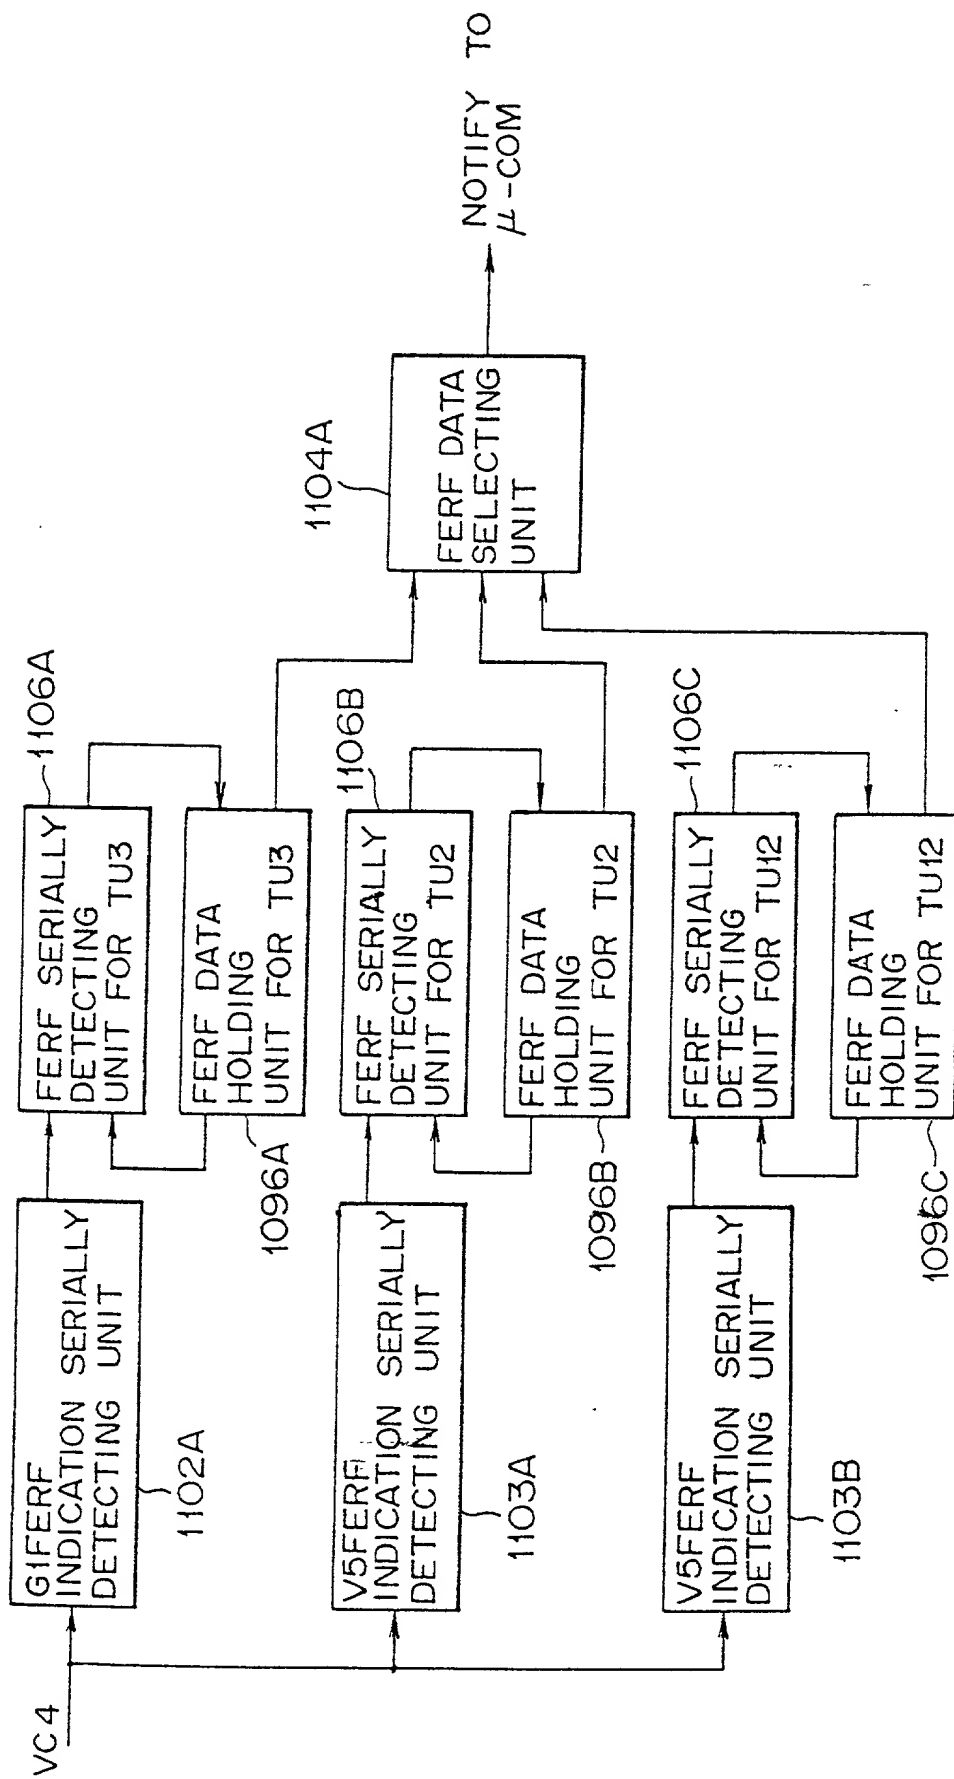 VC4
G1FERF
INDICATION SERIALLY
DETECTING UNIT
1102A
FERF SERIALLY
DETECTING
UNIT FOR TU3
1106A
FERF DATA
HOLDING
UNIT FOR TU3
1096A
V5FERF
INDICATION SERIALLY
DETECTING UNIT
1103A
FERF SERIALLY
DETECTING
UNIT FOR TU2
1106B
FERF DATA
HOLDING
UNIT FOR TU2
1096B
V5FERF
INDICATION SERIALLY
DETECTING UNIT
1103B
FERF SERIALLY
DETECTING
UNIT FOR TU12
1106C
FERF DATA
HOLDING
UNIT FOR TU12
1096C
1104A
FERF DATA
SELECTING
UNIT
NOTIFY TO
μ-COM